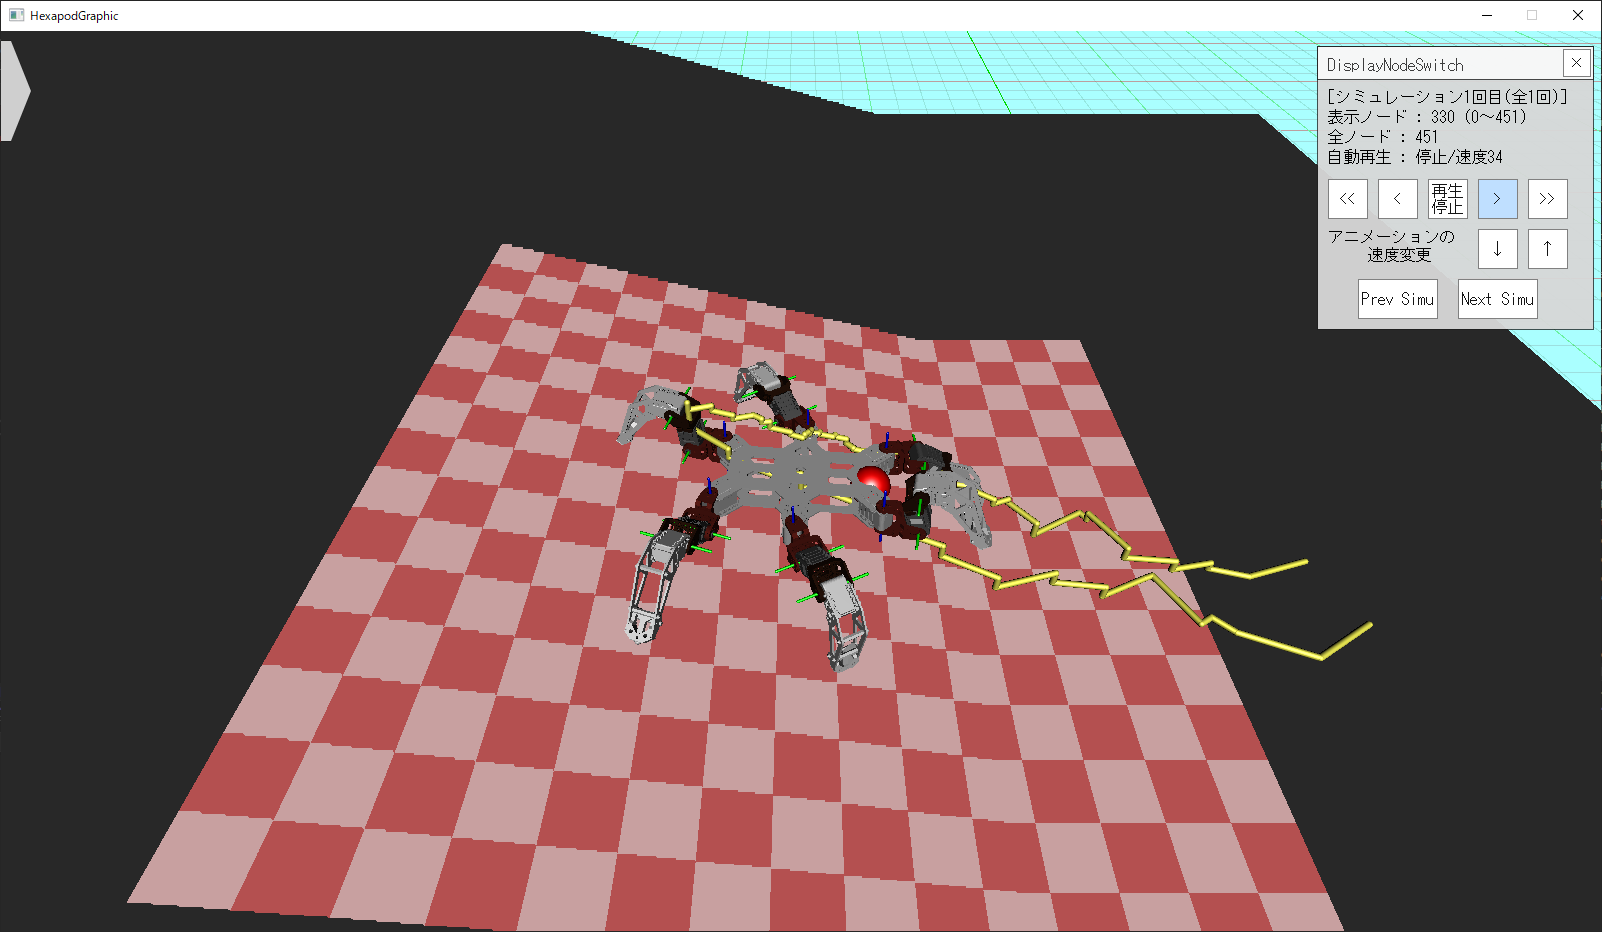 HexapodGraphic
DisplayNodeSwitch
[シミュレーション1回目(全1回)]
表示ノード : 330 (0～451)
全ノード : 451
自動再生 : 停止/速度34
<< < 再生 > >>
停止
アニメーションの
速度変更
↓ ↑
Prev Simu Next Simu